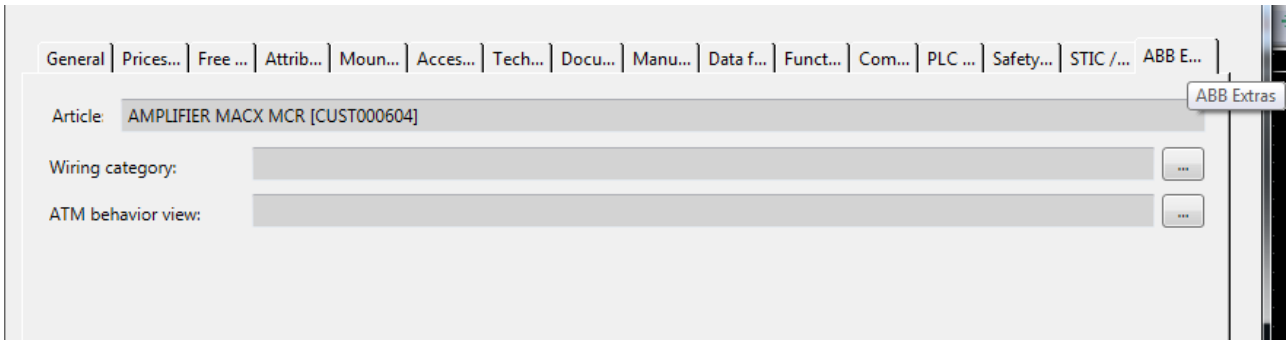 General Prices... Free ... Attrib... Moun... Acces... Tech... Docu... Manu... Data f... Funct... Com... PLC ... Safety... STIC /... ABB E...
ABB Extras
Article: AMPLIFIER MACX MCR [CUST000604]
Wiring category: ...
ATM behavior view: ...